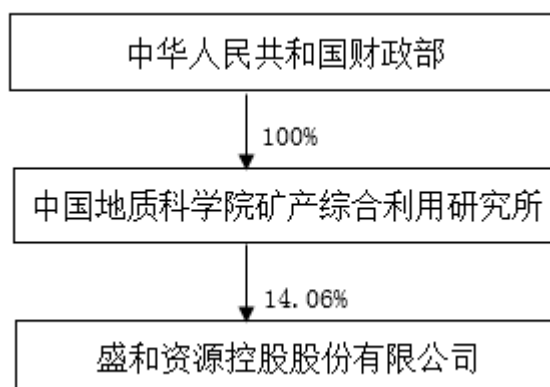 中华人民共和国财政部
100%
中国地质科学院矿产综合利用研究所
14.06%
盛和资源控股股份有限公司